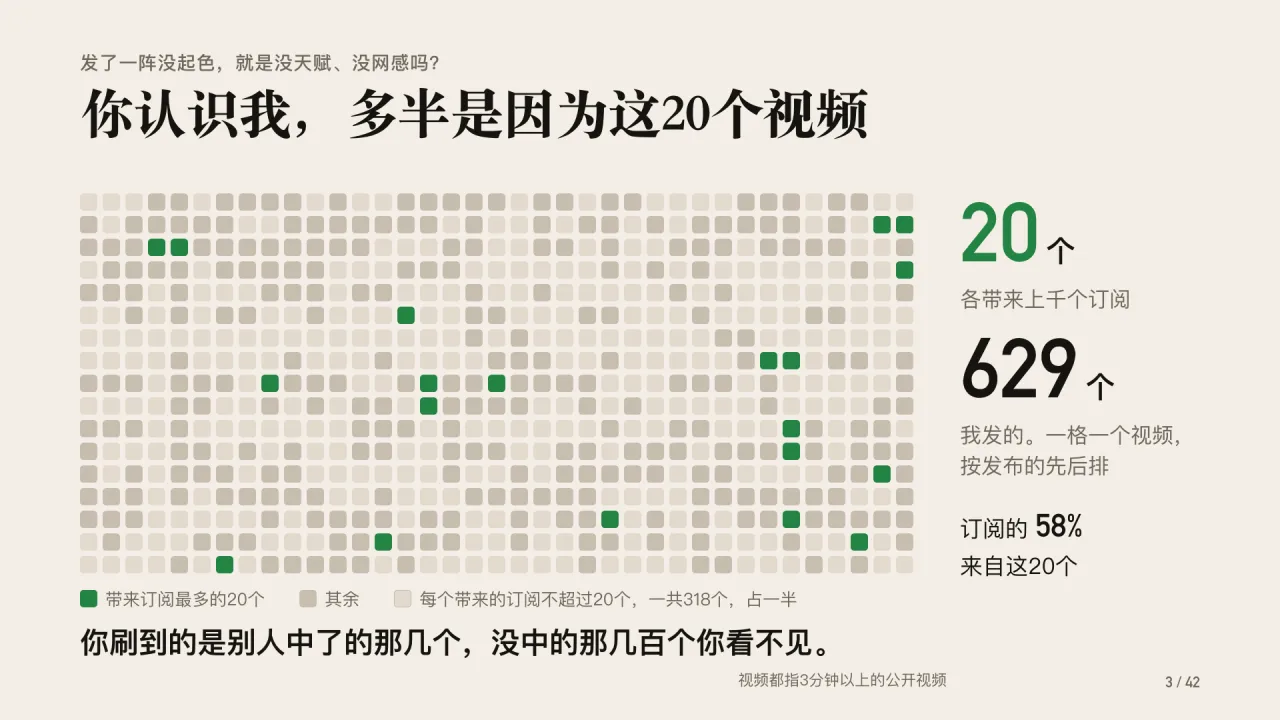 发了一阵没起色，就是没天赋、没网感吗？
你认识我，多半是因为这20个视频
20个
各带来上千个订阅
629个
我发的。一格一个视频，
按发布的先后排
订阅的 58%
来自这20个
带来订阅最多的20个 其余 每个带来的订阅不超过20个，一共318个，占一半
你刷到的是别人中了的那几个，没中的那几百个你看不见。
视频都指3分钟以上的公开视频
3 / 42